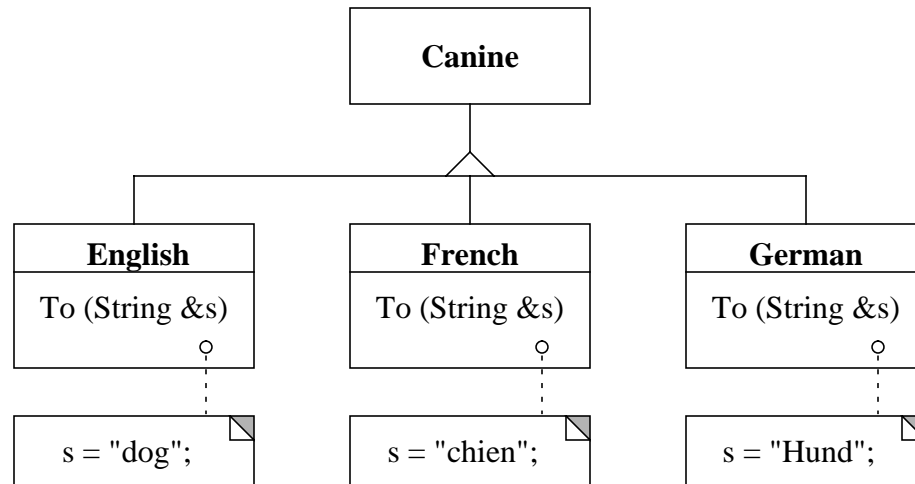 Canine
English
French
German
To (String &s)
To (String &s)
To (String &s)
s = "dog";
s = "chien";
s = "Hund";